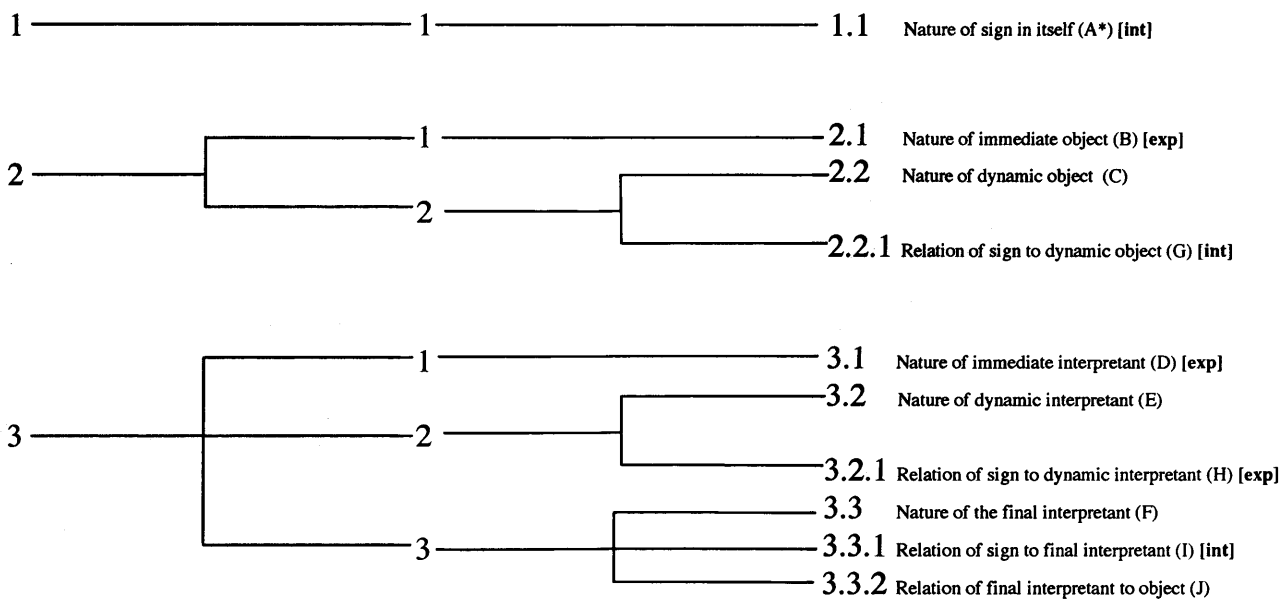 1 1 1.1 Nature of sign in itself (A*) [int]
1 2.1 Nature of immediate object (B) [exp]
2 2.2 Nature of dynamic object (C)
2
2.2.1 Relation of sign to dynamic object (G) [int]
1 3.1 Nature of immediate interpretant (D) [exp]
3.2 Nature of dynamic interpretant (E)
3 2
3.2.1 Relation of sign to dynamic interpretant (H) [exp]
3.3 Nature of the final interpretant (F)
3 3.3.1 Relation of sign to final interpretant (I) [int]
3.3.2 Relation of final interpretant to object (J)